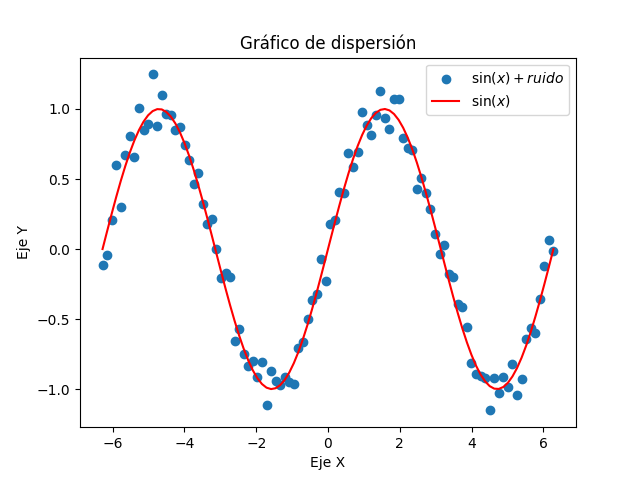 Gráfico de dispersión
sin(x) + ruido
sin(x)
Eje Y
1.0
0.5
0.0
−0.5
−1.0
−6 −4 −2 0 2 4 6
Eje X